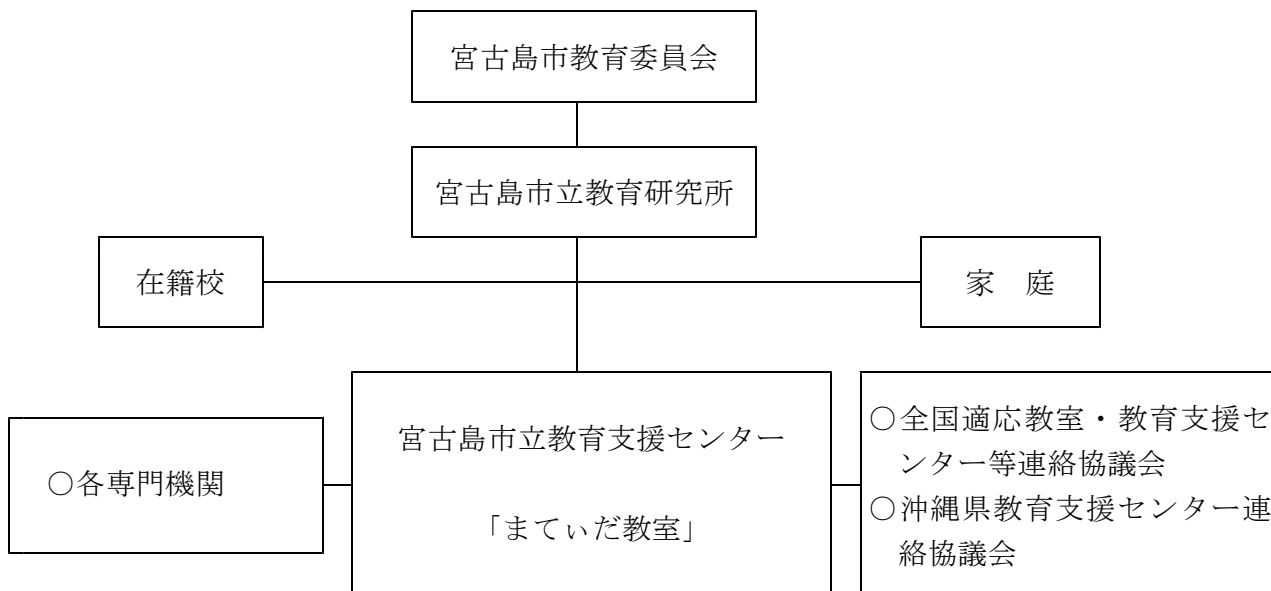 宮古島市教育委員会
宮古島市立教育研究所
在籍校
家　庭
○各専門機関
宮古島市立教育支援センター
「まてぃだ教室」
○全国適応教室・教育支援セ
ンター等連絡協議会
○沖縄県教育支援センター連
絡協議会